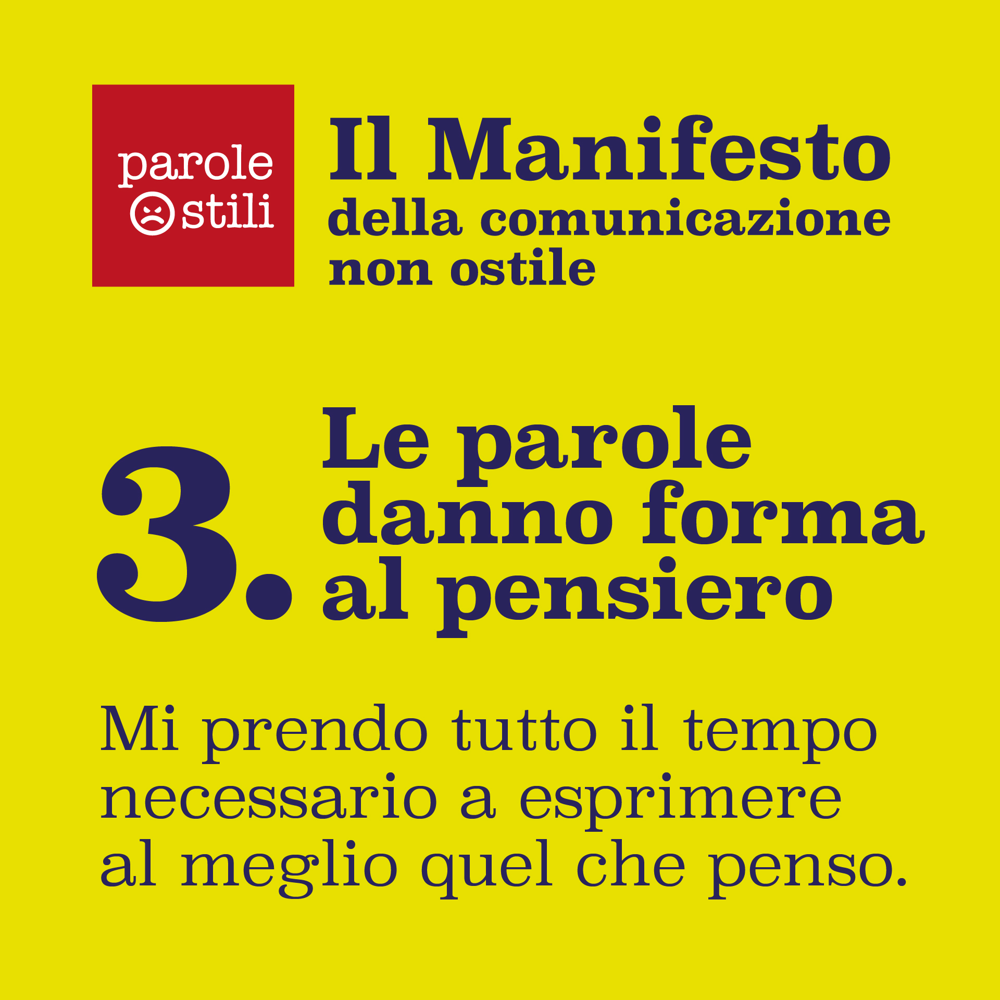 parole
ostili
Il Manifesto
della comunicazione
non ostile
3.
Le parole
danno forma
al pensiero
Mi prendo tutto il tempo
necessario a esprimere
al meglio quel che penso.